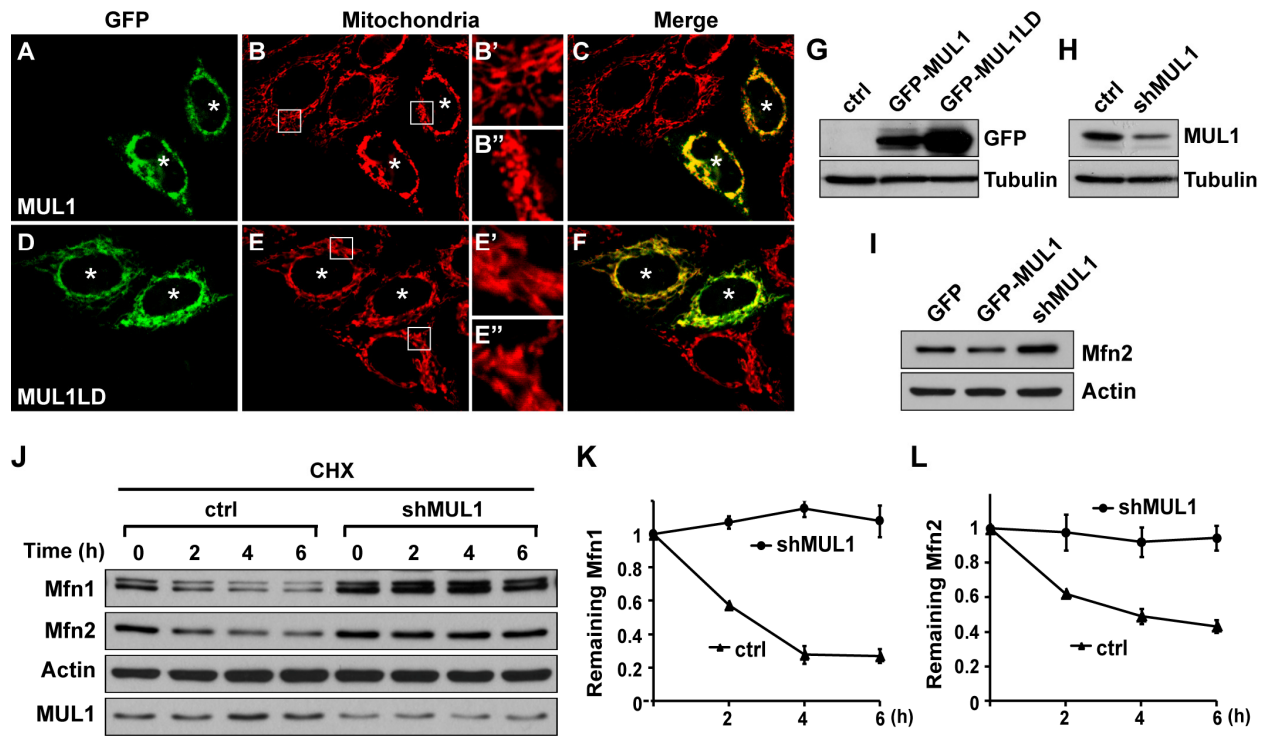 GFP Mitochondria Merge
A B B' C
* * * *
B"
* * *
MUL1
D E E' F
* * *
* * *
E"
MUL1LD
G
ctrl GFP-MUL1 GFP-MUL1LD
GFP
Tubulin
H
ctrl shMUL1
MUL1
Tubulin
I
GFP GFP-MUL1 shMUL1
Mfn2
Actin
J
CHX
ctrl shMUL1
Time (h) 0 2 4 6 0 2 4 6
Mfn1
Mfn2
Actin
MUL1
K
Remaining Mfn1
1
0.8
0.6
0.4
0.2
0
shMUL1
ctrl
2 4 6 (h)
L
Remaining Mfn2
1
0.8
0.6
0.4
0.2
0
shMUL1
ctrl
2 4 6 (h)